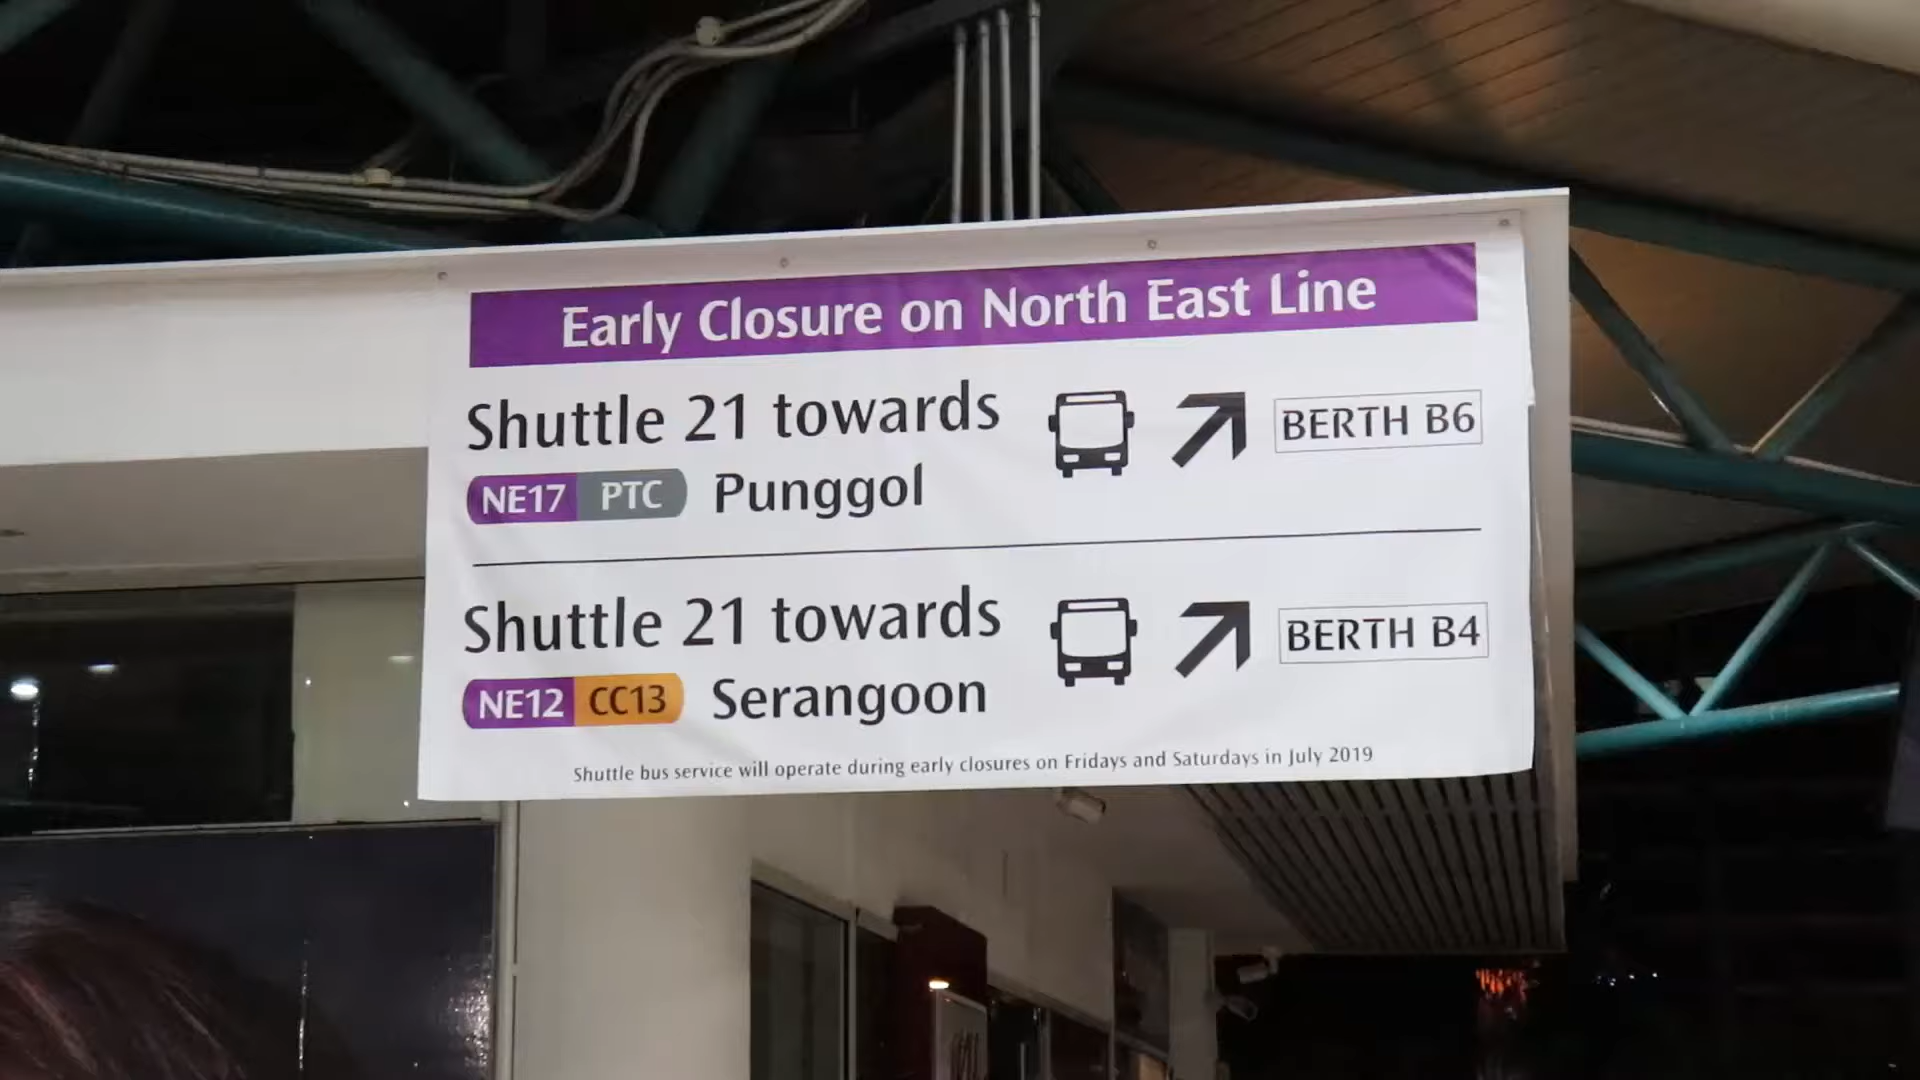 Early Closure on North East Line
Shuttle 21 towards
BERTH B6
NE17 PTC Punggol
Shuttle 21 towards
BERTH B4
NE12 CC13 Serangoon
Shuttle bus service will operate during early closures on Fridays and Saturdays in July 2019